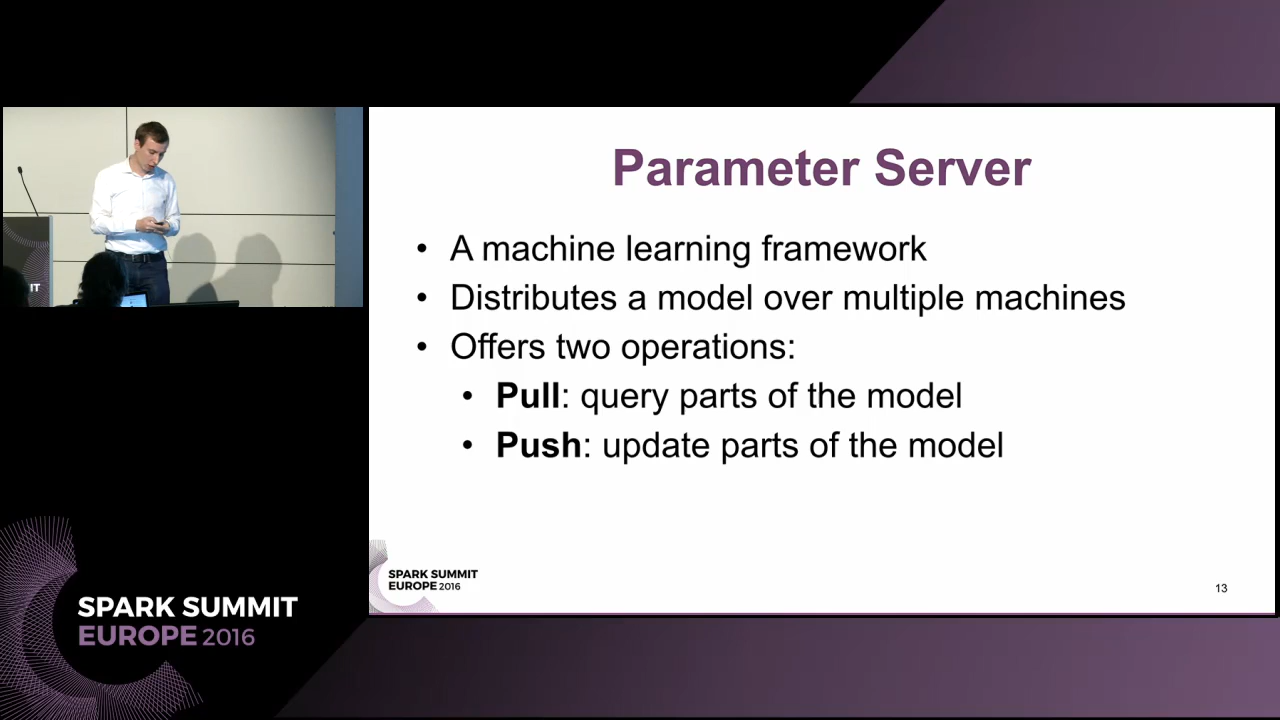 Parameter Server
• A machine learning framework
• Distributes a model over multiple machines
• Offers two operations:
• Pull: query parts of the model
• Push: update parts of the model
SPARK SUMMIT
EUROPE 2016
13
IT
SPARK SUMMIT
EUROPE 2016